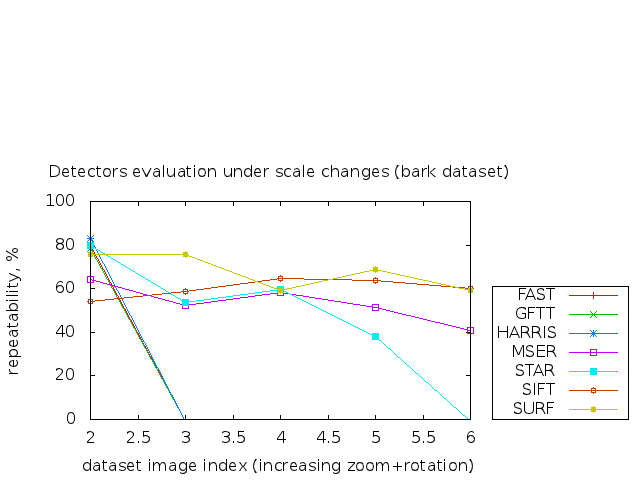 Detectors evaluation under scale changes (bark dataset)
repeatability, %
100
80
60
40
20
0
2 2.5 3 3.5 4 4.5 5 5.5 6
dataset image index (increasing zoom+rotation)
FAST
GFTT
HARRIS
MSER
STAR
SIFT
SURF